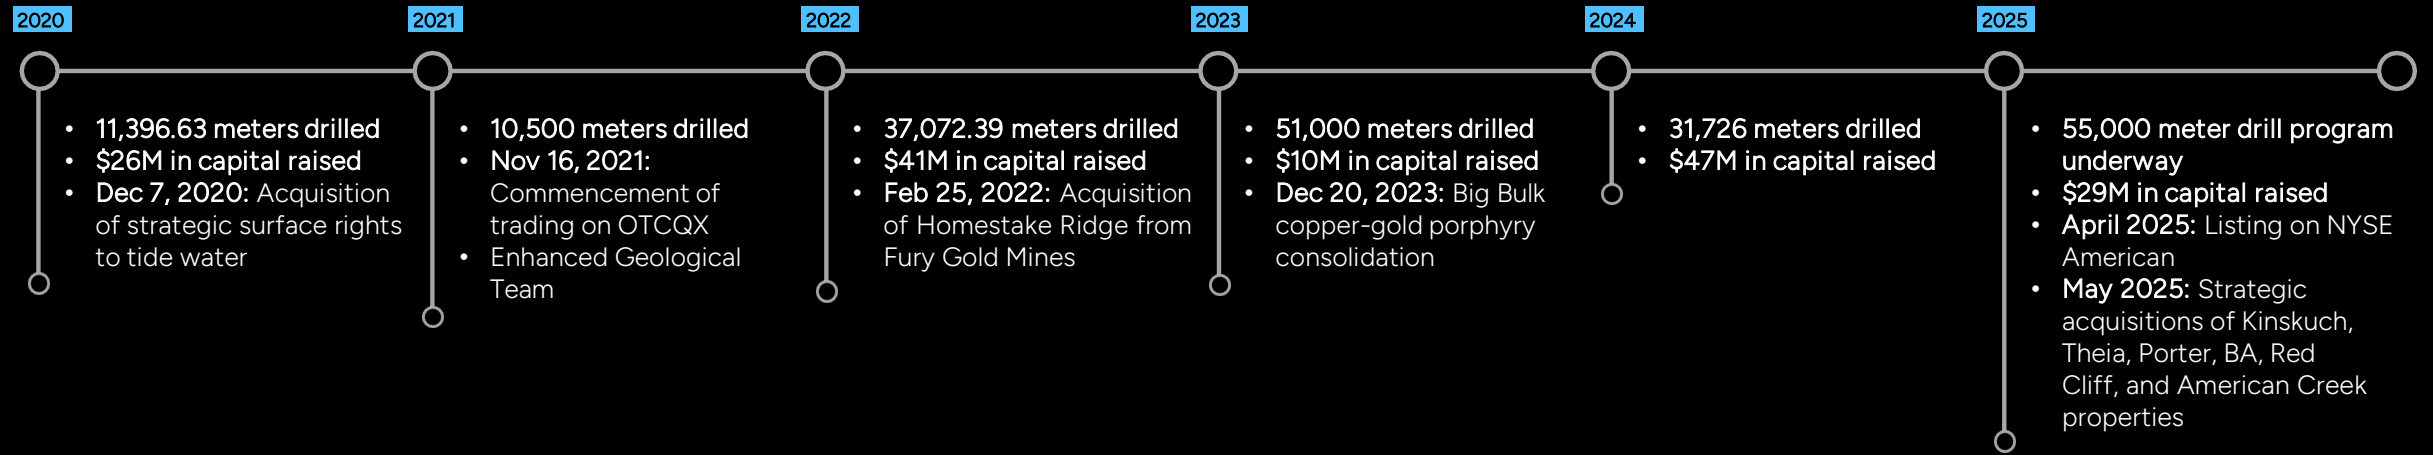 2020
• 11,396.63 meters drilled
• $26M in capital raised
• Dec 7, 2020: Acquisition
of strategic surface rights
to tide water
2021
• 10,500 meters drilled
• Nov 16, 2021:
Commencement of
trading on OTCQX
• Enhanced Geological
Team
2022
• 37,072.39 meters drilled
• $41M in capital raised
• Feb 25, 2022: Acquisition
of Homestake Ridge from
Fury Gold Mines
2023
• 51,000 meters drilled
• $10M in capital raised
• Dec 20, 2023: Big Bulk
copper-gold porphyry
consolidation
2024
• 31,726 meters drilled
• $47M in capital raised
2025
• 55,000 meter drill program
underway
• $29M in capital raised
• April 2025: Listing on NYSE
American
• May 2025: Strategic
acquisitions of Kinskuch,
Theia, Porter, BA, Red
Cliff, and American Creek
properties